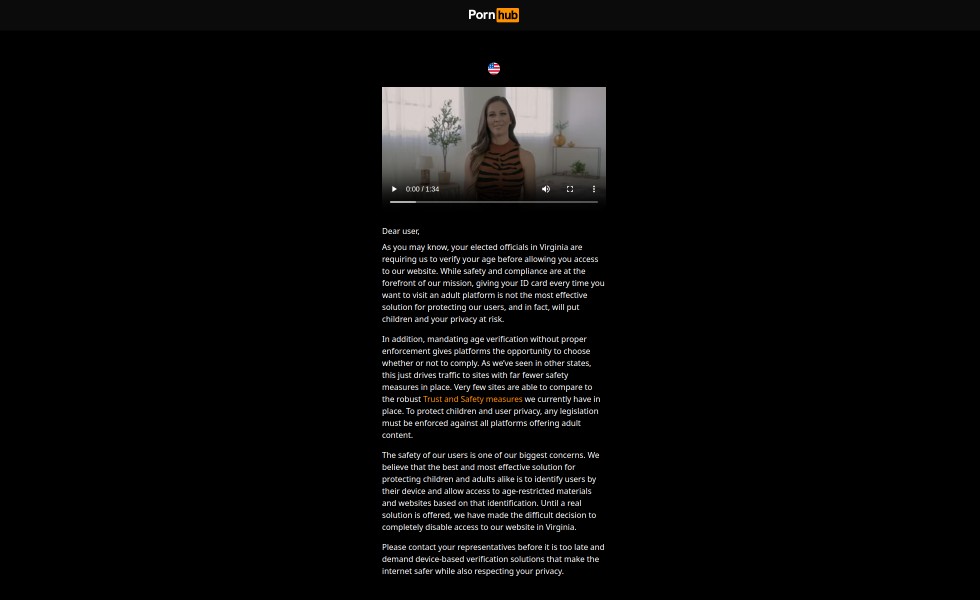 Pornhub
0:00 / 1:34
Dear user,
As you may know, your elected officials in Virginia are
requiring us to verify your age before allowing you access
to our website. While safety and compliance are at the
forefront of our mission, giving your ID card every time you
want to visit an adult platform is not the most effective
solution for protecting our users, and in fact, will put
children and your privacy at risk.
In addition, mandating age verification without proper
enforcement gives platforms the opportunity to choose
whether or not to comply. As we've seen in other states,
this just drives traffic to sites with far fewer safety
measures in place. Very few sites are able to compare to
the robust Trust and Safety measures we currently have in
place. To protect children and user privacy, any legislation
must be enforced against all platforms offering adult
content.
The safety of our users is one of our biggest concerns. We
believe that the best and most effective solution for
protecting children and adults alike is to identify users by
their device and allow access to age-restricted materials
and websites based on that identification. Until a real
solution is offered, we have made the difficult decision to
completely disable access to our website in Virginia.
Please contact your representatives before it is too late and
demand device-based verification solutions that make the
internet safer while also respecting your privacy.